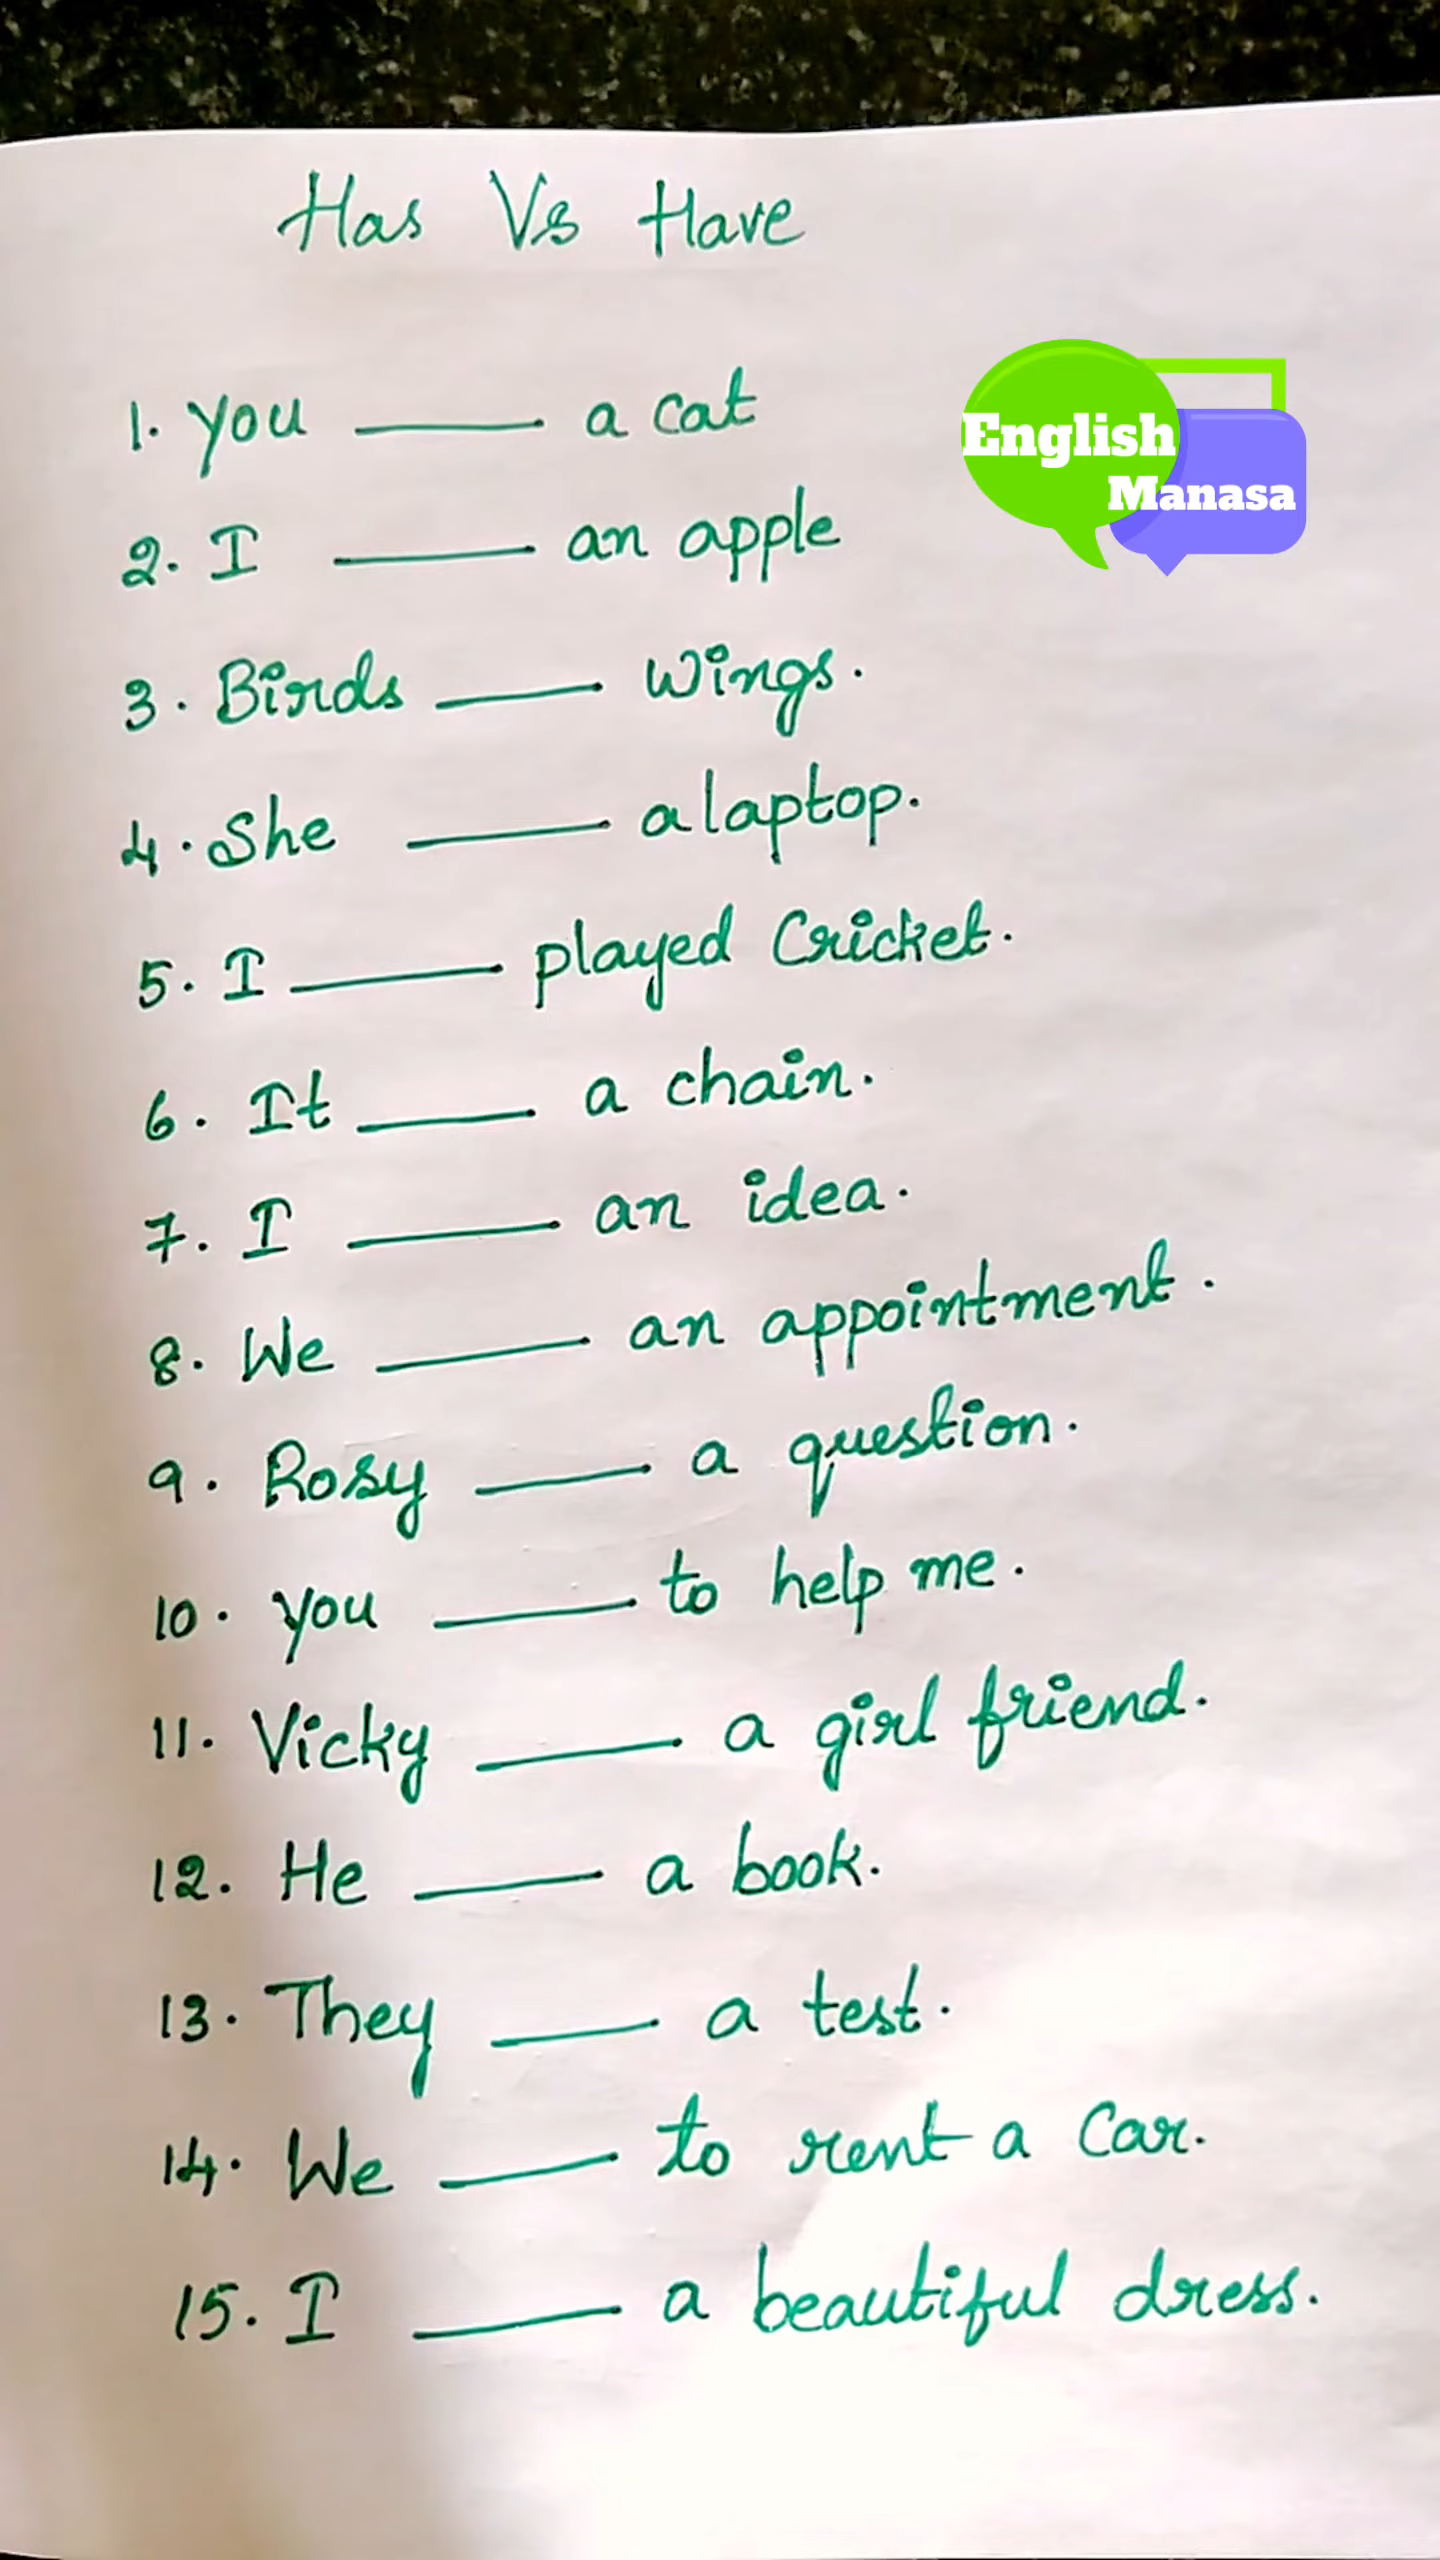 Has Vs Have
English
Manasa
1. you ______ a cat
2. I ______ an apple
3. Birds ______ Wings.
4. She ______ a laptop.
5. I ______ played Cricket.
6. It ______ a chain.
7. I ______ an idea.
8. We ______ an appointment.
9. Rosy ______ a question.
10. you ______ to help me.
11. Vicky ______ a girl friend.
12. He ______ a book.
13. They ______ a test.
14. We ______ to rent a Car.
15. I ______ a beautiful dress.